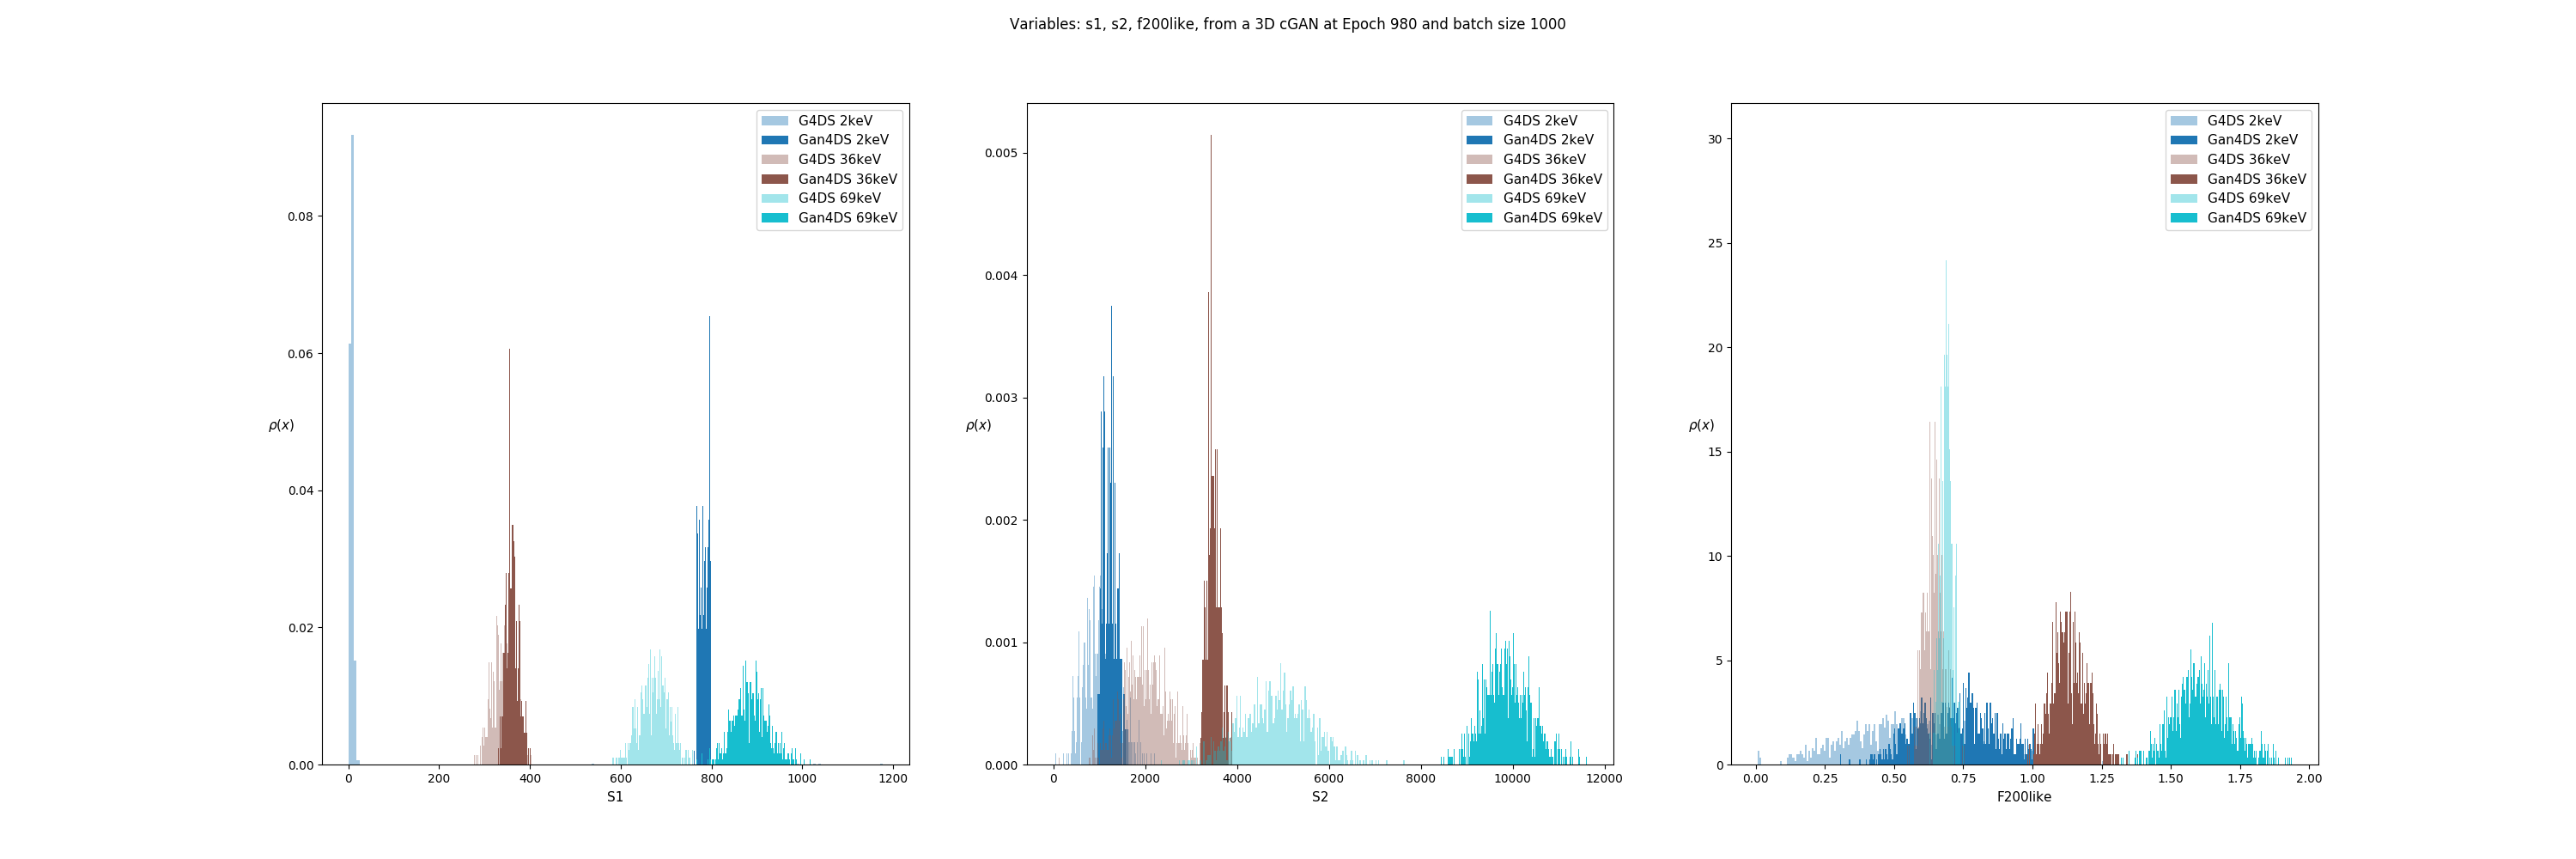 Variables: s1, s2, f200like, from a 3D cGAN at Epoch 980 and batch size 1000
G4DS 2keV
Gan4DS 2keV
G4DS 36keV
Gan4DS 36keV
G4DS 69keV
Gan4DS 69keV
0.08
0.06
0.04
0.02
0.00
ρ(x)
0 200 400 600 800 1000 1200
S1
G4DS 2keV
Gan4DS 2keV
G4DS 36keV
Gan4DS 36keV
G4DS 69keV
Gan4DS 69keV
0.005
0.004
0.003
0.002
0.001
0.000
ρ(x)
0 2000 4000 6000 8000 10000 12000
S2
G4DS 2keV
Gan4DS 2keV
G4DS 36keV
Gan4DS 36keV
G4DS 69keV
Gan4DS 69keV
30
25
20
15
10
5
0
ρ(x)
0.00 0.25 0.50 0.75 1.00 1.25 1.50 1.75 2.00
F200like